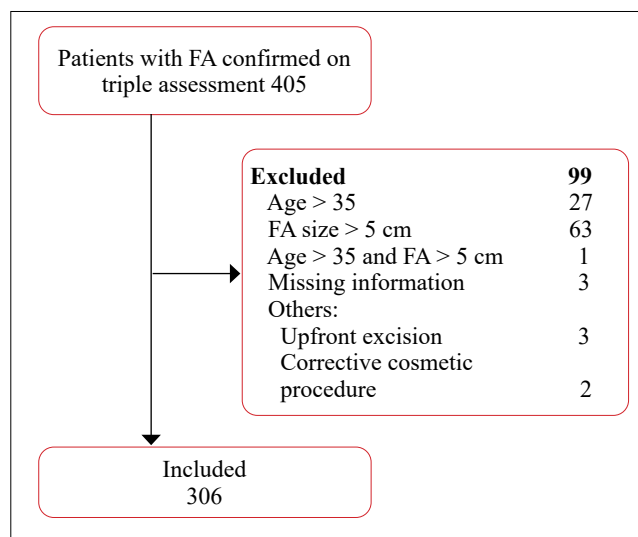 Patients with FA confirmed on
triple assessment 405
Excluded 99
Age > 35 27
FA size > 5 cm 63
Age > 35 and FA > 5 cm 1
Missing information 3
Others:
Upfront excision 3
Corrective cosmetic
procedure 2
Included
306